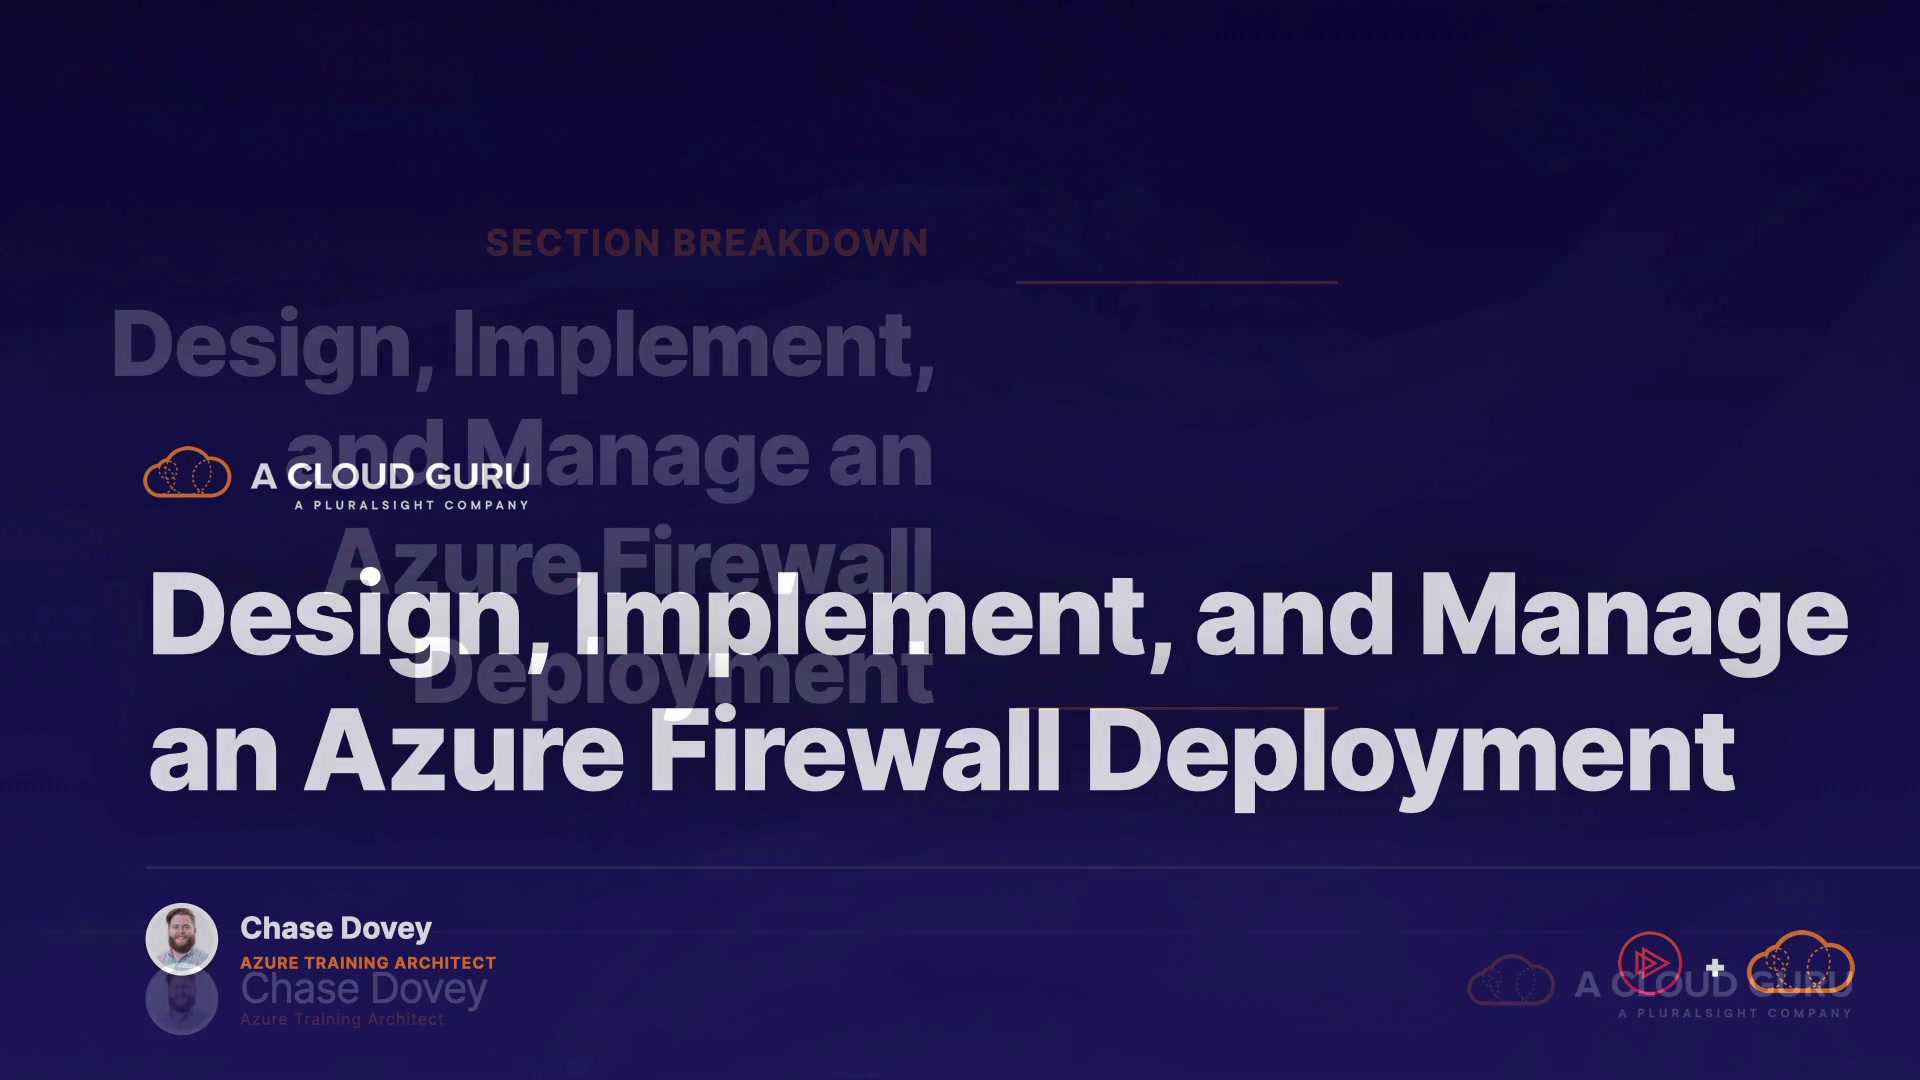 SECTION BREAKDOWN
Design, Implement,
and Manage an
Azure Firewall
Deployment
A CLOUD GURU
A PLURALSIGHT COMPANY
Design, Implement, and Manage
an Azure Firewall Deployment
Chase Dovey
AZURE TRAINING ARCHITECT
Chase Dovey
Azure Training Architect
+
A CLOUD GURU
A PLURALSIGHT COMPANY